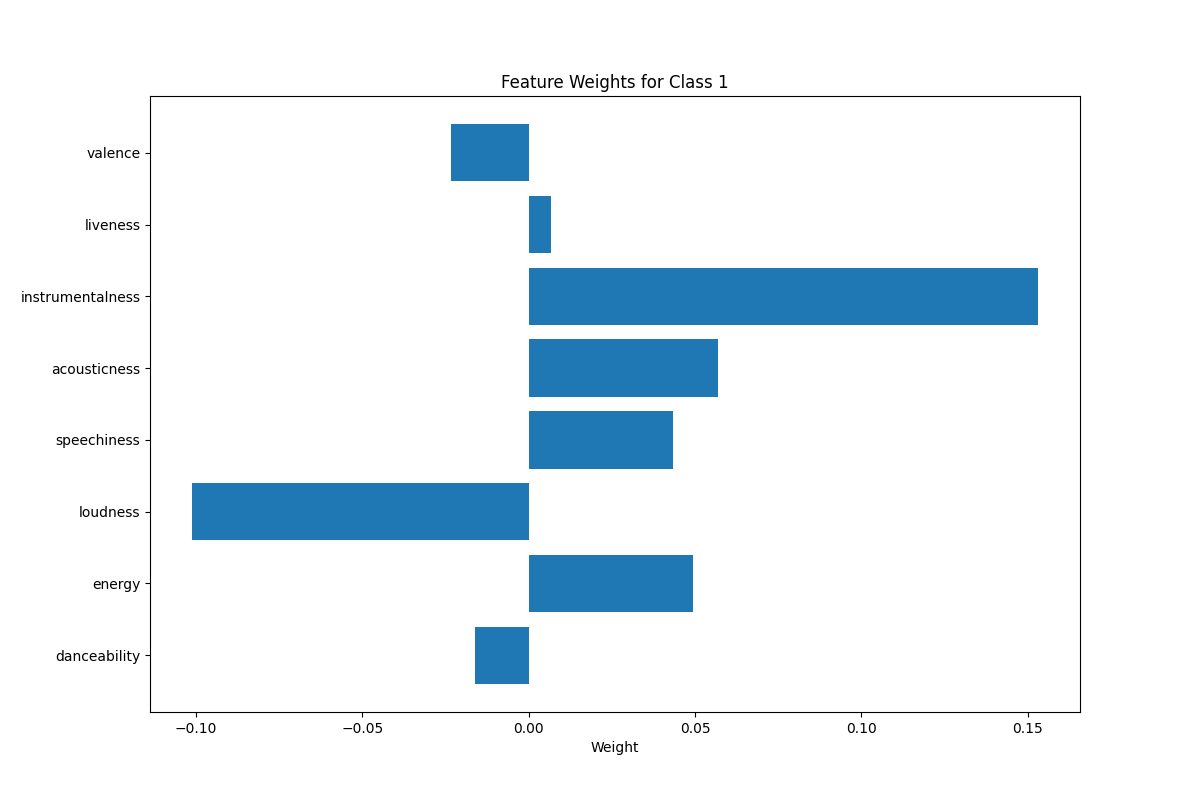 Feature Weights for Class 1
valence
liveness
instrumentalness
acousticness
speechiness
loudness
energy
danceability
−0.10 −0.05 0.00 0.05 0.10 0.15
Weight